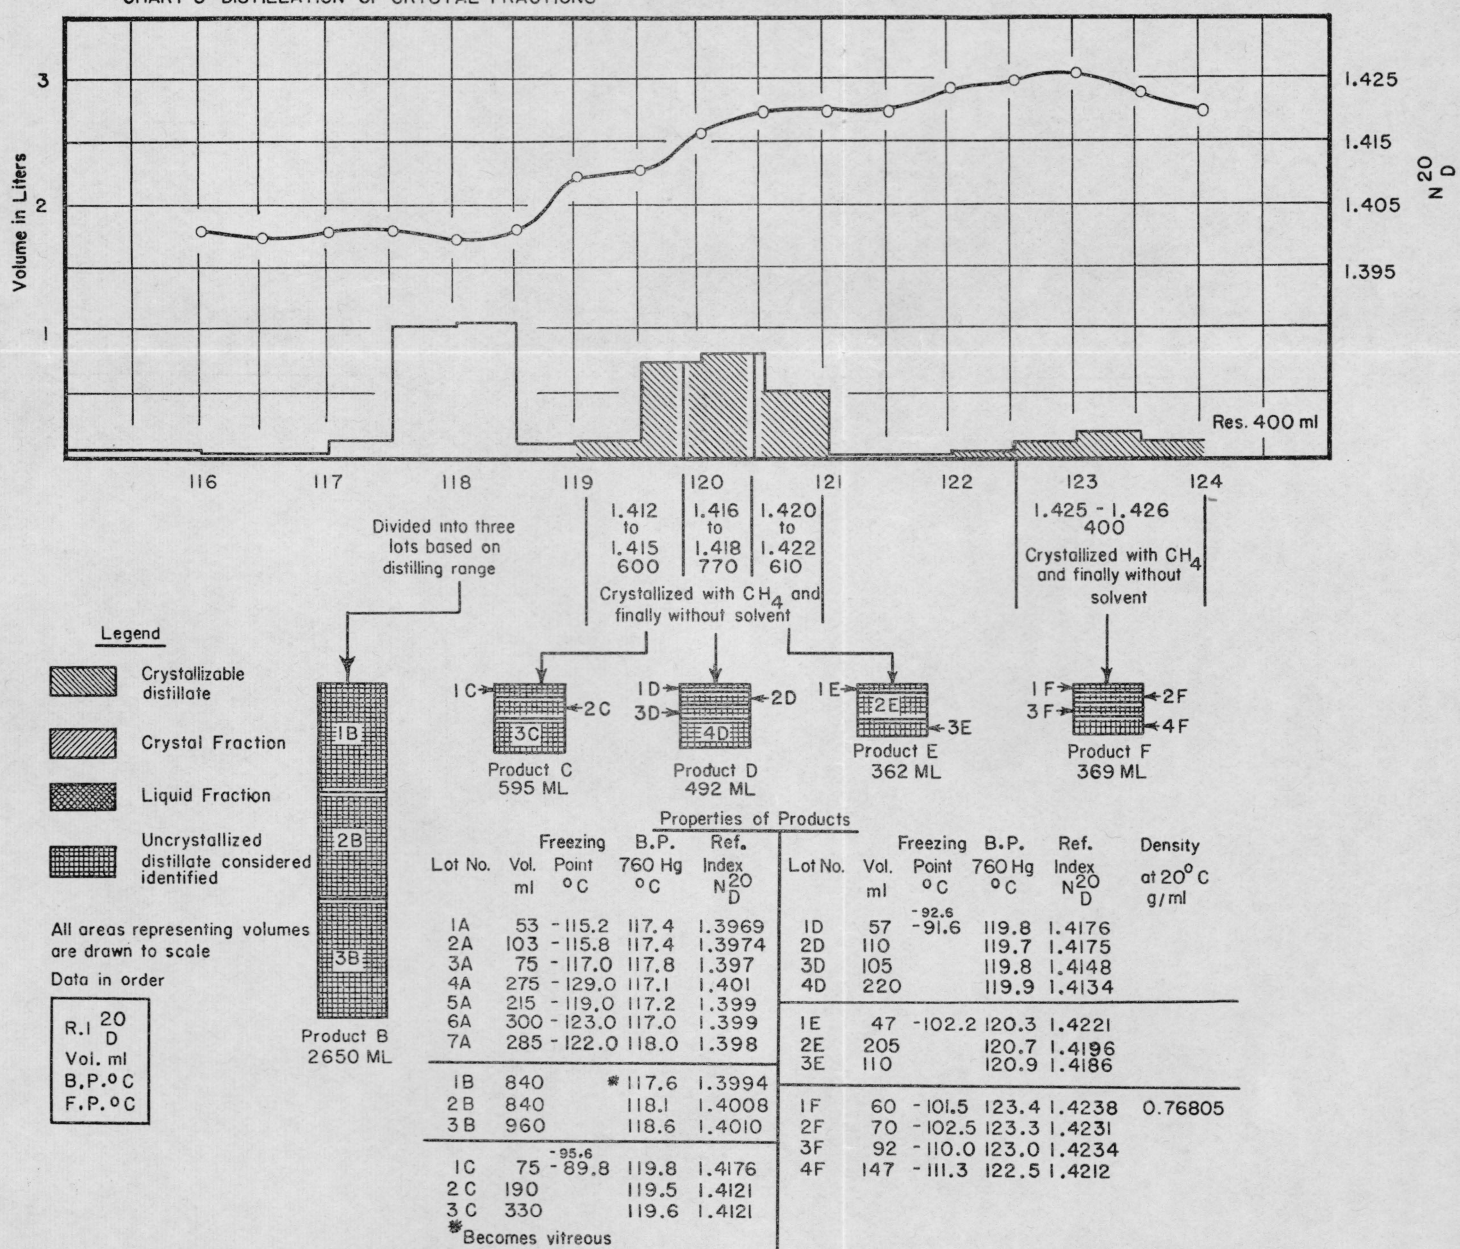 3
2
1
Volume in Liters
1.425
1.415
1.405
1.395
N 20 D
Res. 400 ml
116 117 118 119 120 121 122 123 124
Divided into three
lots based on
distilling range
1.412
to
1.415
600
1.416
to
1.418
770
1.420
to
1.422
610
Crystallized with CH4 and
finally without solvent
1.425 - 1.426
400
Crystallized with CH4
and finally without
solvent
Legend
Crystallizable
distillate
Crystal Fraction
Liquid Fraction
Uncrystallized
distillate considered
identified
All areas representing volumes
are drawn to scale
Data in order
R.I 20 D
Vol. ml
B.P.°C
F.P.°C
1B
2B
3B
Product B
2650 ML
1C
2C
3C
Product C
595 ML
1D
2D
3D
4D
Product D
492 ML
1E
2E
3E
Product E
362 ML
1F
2F
3F
4F
Product F
369 ML
Properties of Products
Freezing B.P. Ref.
Lot No. Vol. Point 760 Hg Index
ml °C °C N 20 D
1A 53 -115.2 117.4 1.3969
2A 103 -115.8 117.4 1.3974
3A 75 -117.0 117.8 1.397
4A 275 -129.0 117.1 1.401
5A 215 -119.0 117.2 1.399
6A 300 -123.0 117.0 1.399
7A 285 -122.0 118.0 1.398
1B 840 * 117.6 1.3994
2B 840 118.1 1.4008
3B 960 118.6 1.4010
-95.6
1C 75 -89.8 119.8 1.4176
2C 190 119.5 1.4121
3C 330 119.6 1.4121
*Becomes vitreous
Freezing B.P. Ref. Density
Lot No. Vol. Point 760 Hg Index at 20° C
ml °C °C N 20 D g/ml
-92.6
1D 57 -91.6 119.8 1.4176
2D 110 119.7 1.4175
3D 105 119.8 1.4148
4D 220 119.9 1.4134
1E 47 -102.2 120.3 1.4221
2E 205 120.7 1.4196
3E 110 120.9 1.4186
1F 60 -101.5 123.4 1.4238 0.76805
2F 70 -102.5 123.3 1.4231
3F 92 -110.0 123.0 1.4234
4F 147 -111.3 122.5 1.4212